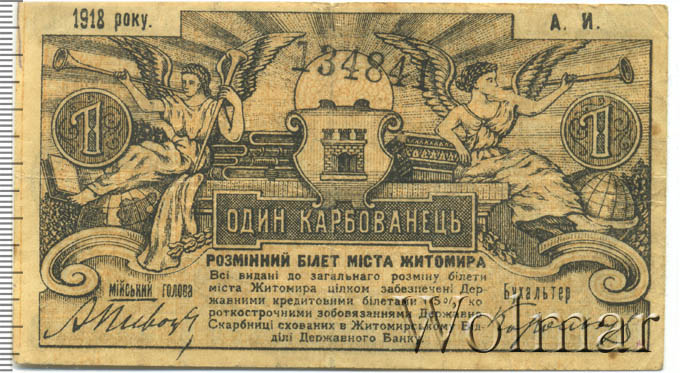 1918 року.
А. И.
134841
1
1
ОДИН КАРБОВАНЕЦЬ
РОЗМІННИЙ БІЛЕТ МІСТА ЖИТОМИРА
Всі видані до загальнаго розміну білети
міста Житомира цілком забезпечені Дер-
жавними кредитовими білетами і 5% ко
роткострочними зобовязаннями Державно
Скарбниці схованих в Житомирському Від-
ділі Державного Банку.
міський голова
Бухгальтер
Wolmar